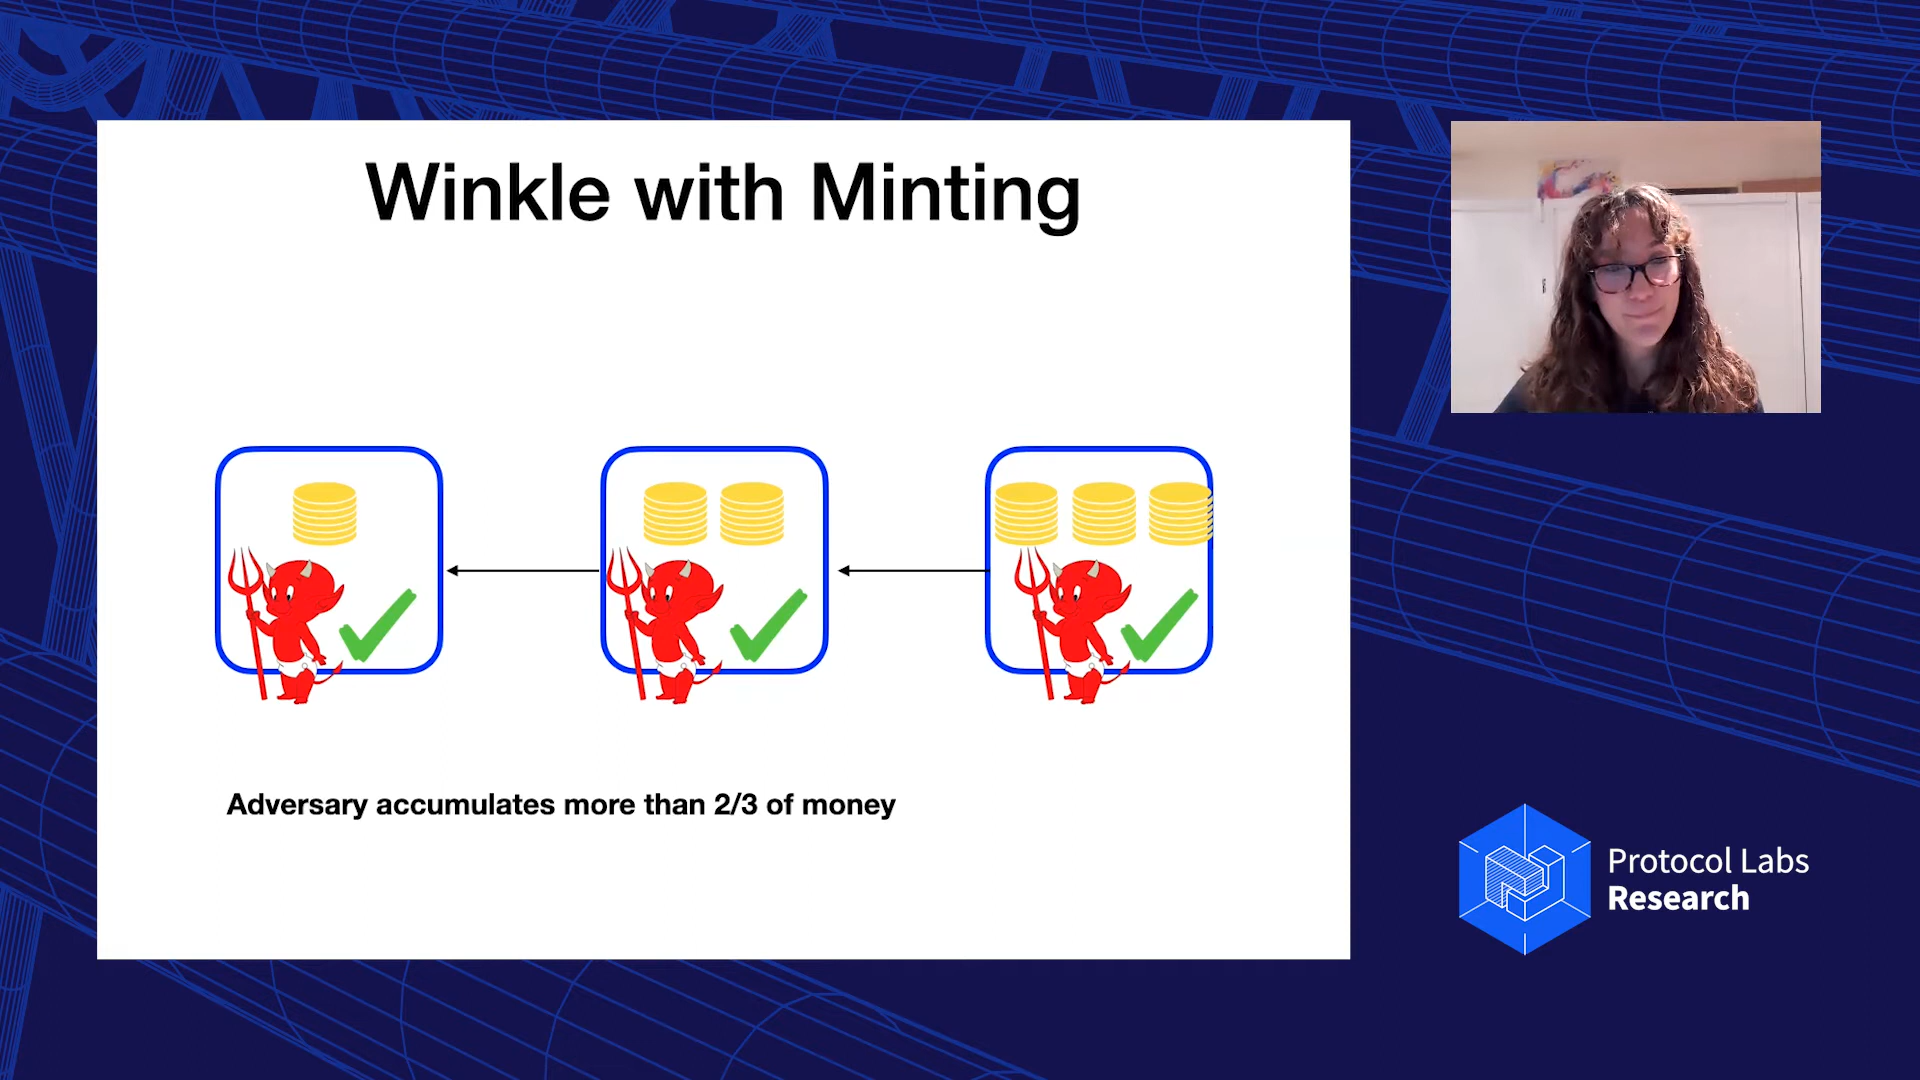 Winkle with Minting
Adversary accumulates more than 2/3 of money
Protocol Labs
Research